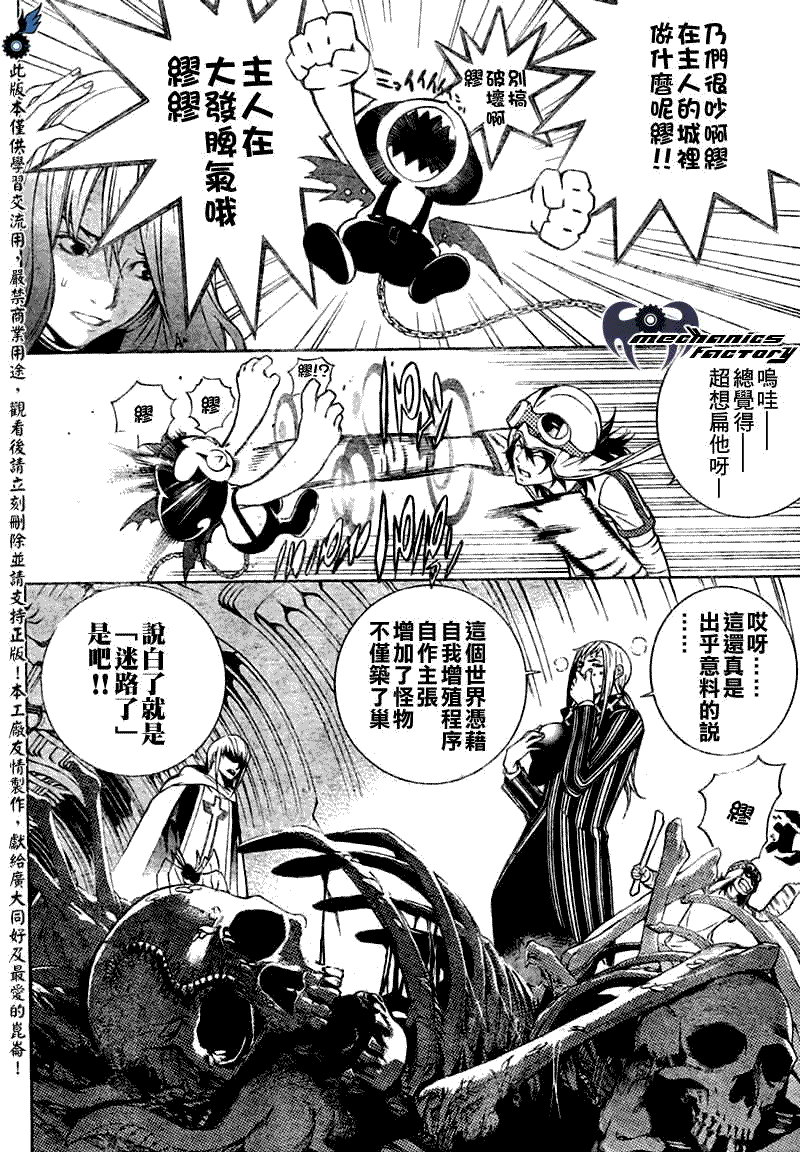 乃們很吵啊繆
在主人的城裡
做什麼呢繆!!
別搞
破壞啊
繆
主人在
大發脾氣哦
繆繆
mechanics
factory
嗚哇——
總覺得——
超想扁他呀—
繆!?
繆
繆
哎呀……
這還真是
出乎意料的說
……
這個世界憑藉
自我增殖程序
自作主張
增加了怪物
不僅築了巢
說白了就是
「迷路了」
是吧!!
繆
此版本僅供學習交流用，嚴禁商業用途，觀看後請立刻刪除並請支持正版！本工廠友情製作，獻給廣大同好及最愛的崑崙！